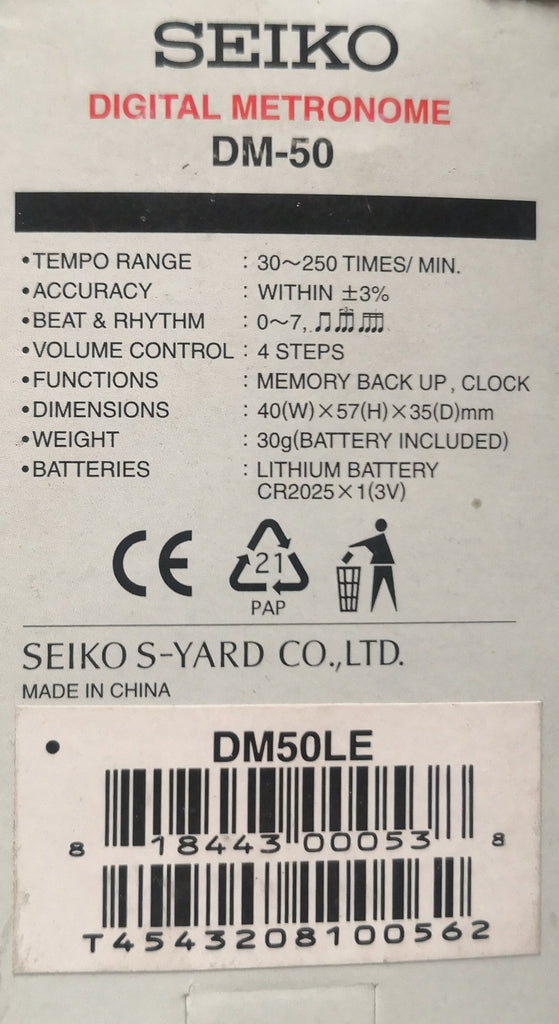 SEIKO
DIGITAL METRONOME
DM-50
•TEMPO RANGE : 30～250 TIMES/ MIN.
•ACCURACY : WITHIN ±3%
•BEAT & RHYTHM : 0～7,
•VOLUME CONTROL : 4 STEPS
•FUNCTIONS : MEMORY BACK UP , CLOCK
•DIMENSIONS : 40(W)×57(H)×35(D)mm
•WEIGHT : 30g(BATTERY INCLUDED)
•BATTERIES : LITHIUM BATTERY
CR2025×1(3V)
CE
21
PAP
SEIKO S-YARD CO.,LTD.
MADE IN CHINA
DM50LE
8 18443 00053 8
T4543208100562